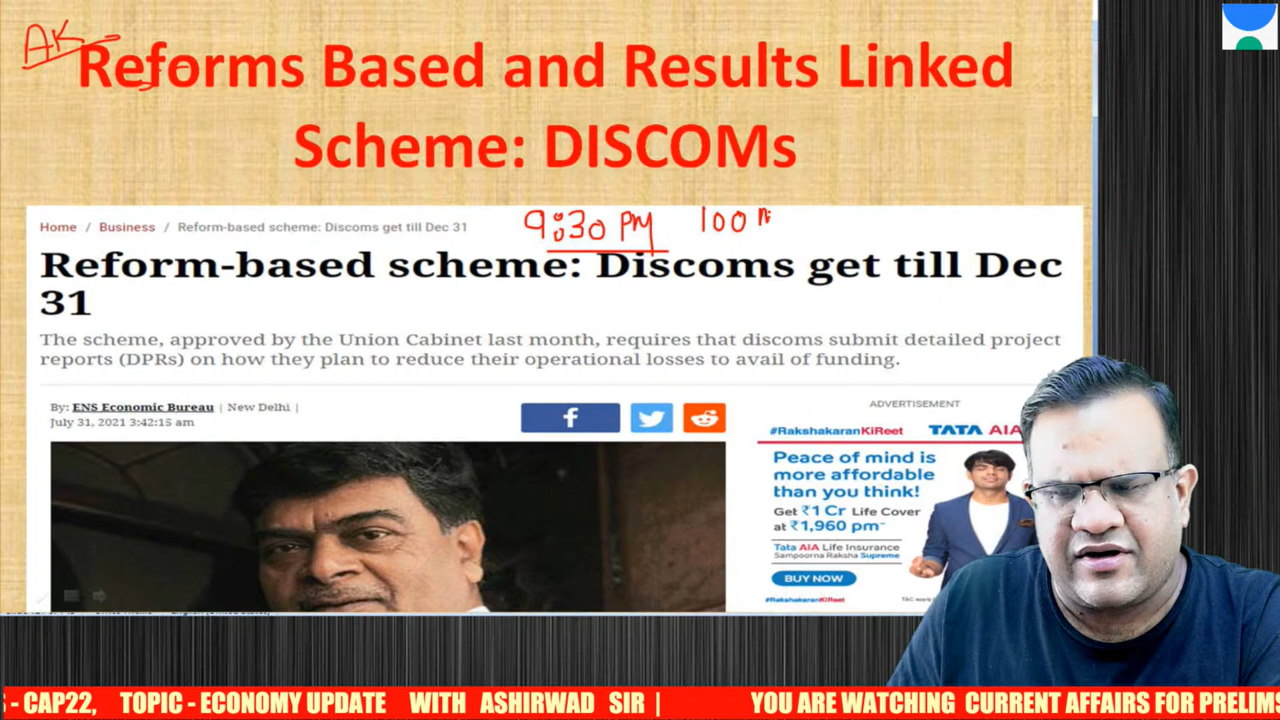 AK
Reforms Based and Results Linked
Scheme: DISCOMs
9:30 PM 100
Home / Business / Reform-based scheme: Discoms get till Dec 31
Reform-based scheme: Discoms get till Dec
31
The scheme, approved by the Union Cabinet last month, requires that discoms submit detailed project
reports (DPRs) on how they plan to reduce their operational losses to avail of funding.
By: ENS Economic Bureau | New Delhi |
July 31, 2021 3:42:15 am
ADVERTISEMENT
#RakshakaranKiReet TATA AIA
Peace of mind is
more affordable
than you think!
Get ₹1 Cr Life Cover
at ₹1,960 pm
Tata AIA Life Insurance
Sampoorna Raksha Supreme
BUY NOW
#RakshakaranKiReet
- CAP22, TOPIC - ECONOMY UPDATE WITH ASHIRWAD SIR | YOU ARE WATCHING CURRENT AFFAIRS FOR PRELIMS